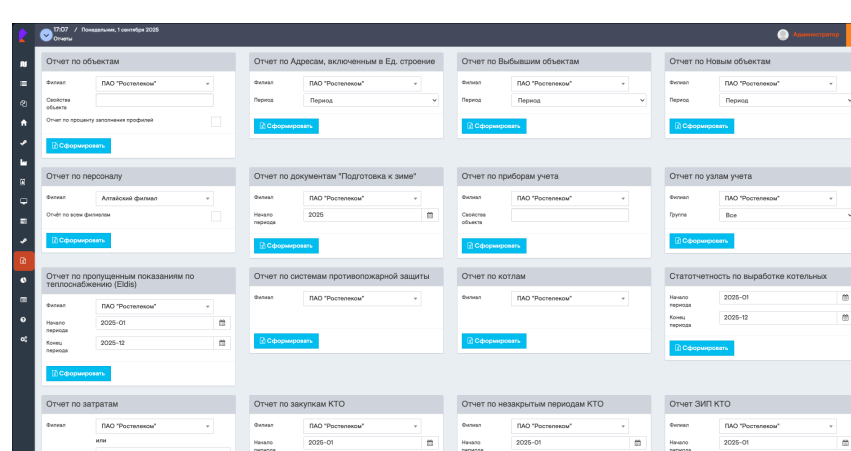 17:07 / Понедельник, 1 сентября 2025
Отчеты
Администратор
Отчет по объектам
Филиал ПАО "Ростелеком"
Свойства объекта
Отчет по проценту заполнения профилей
Сформировать
Отчет по Адресам, включенным в Ед. строение
Филиал ПАО "Ростелеком"
Период Период
Сформировать
Отчет по Выбывшим объектам
Филиал ПАО "Ростелеком"
Период Период
Сформировать
Отчет по Новым объектам
Филиал ПАО "Ростелеком"
Период Период
Сформировать
Отчет по персоналу
Филиал Алтайский филиал
Отчёт по всем филиалам
Сформировать
Отчет по документам "Подготовка к зиме"
Филиал ПАО "Ростелеком"
Начало периода 2025
Сформировать
Отчет по приборам учета
Филиал ПАО "Ростелеком"
Свойства объекта
Сформировать
Отчет по узлам учета
Филиал ПАО "Ростелеком"
Группа Все
Сформировать
Отчет по пропущенным показаниям по
теплоснабжению (Eldis)
Филиал ПАО "Ростелеком"
Начало периода 2025-01
Конец периода 2025-12
Сформировать
Отчет по системам противопожарной защиты
Филиал ПАО "Ростелеком"
Сформировать
Отчет по котлам
Филиал ПАО "Ростелеком"
Сформировать
Статотчетность по выработке котельных
Начало периода 2025-01
Конец периода 2025-12
Сформировать
Отчет по затратам
Филиал ПАО "Ростелеком"
или
Отчет по закупкам КТО
Филиал ПАО "Ростелеком"
Начало периода 2025-01
Отчет по незакрытым периодам КТО
Филиал ПАО "Ростелеком"
Начало периода 2025-01
Отчет ЗИП КТО
Филиал ПАО "Ростелеком"
Начало периода 2025-01